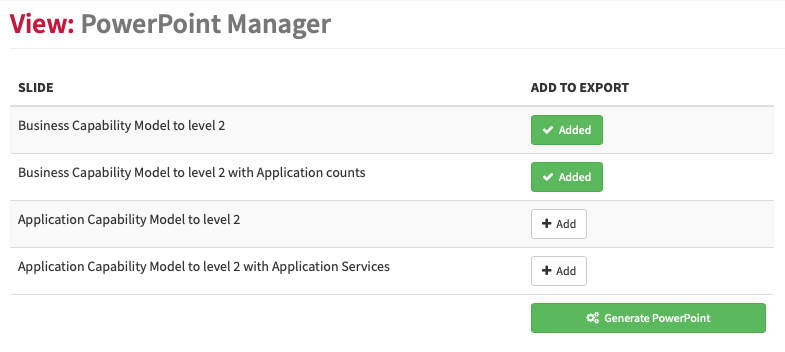 View: PowerPoint Manager
SLIDE ADD TO EXPORT
Business Capability Model to level 2 Added
Business Capability Model to level 2 with Application counts Added
Application Capability Model to level 2 Add
Application Capability Model to level 2 with Application Services Add
Generate PowerPoint